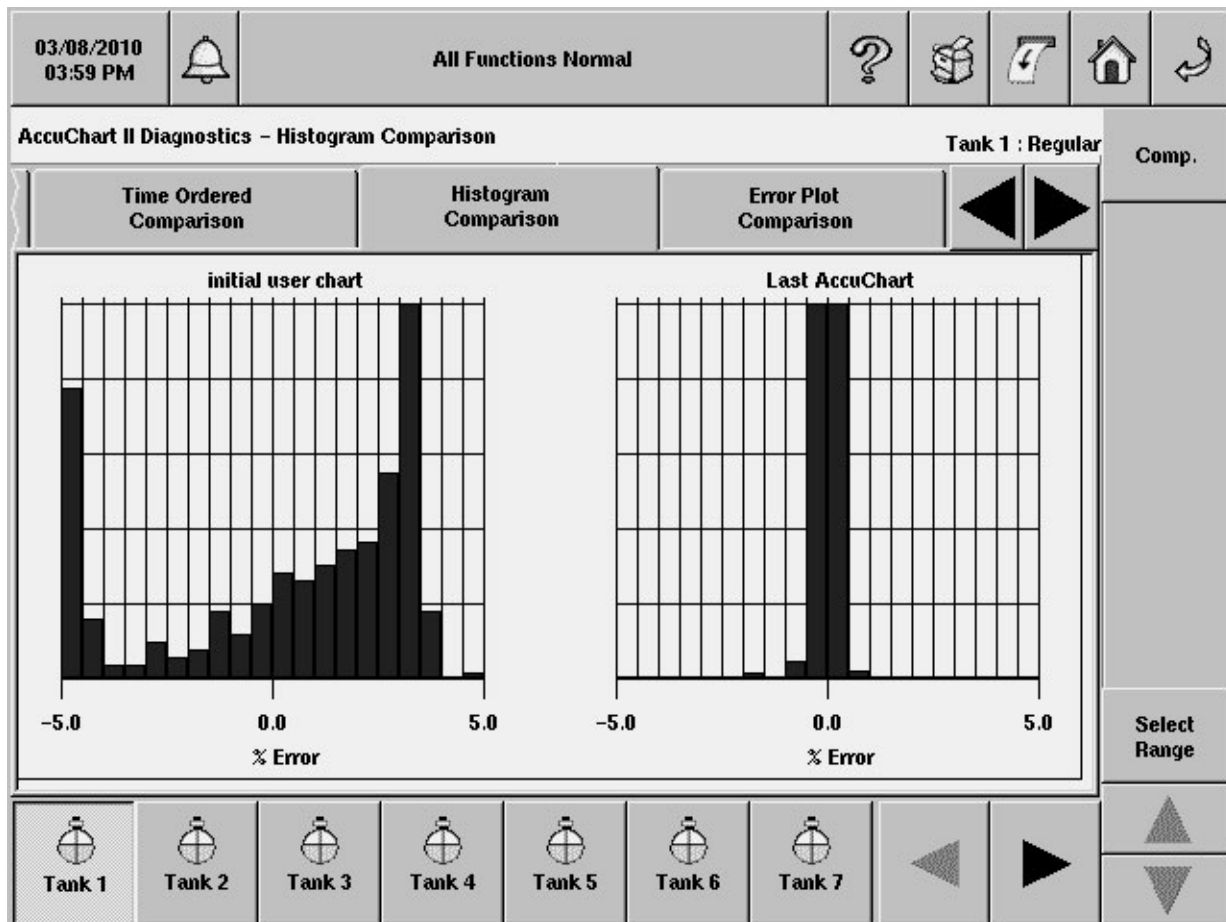 03/08/2010
03:59 PM
All Functions Normal
AccuChart II Diagnostics – Histogram Comparison
Tank 1 : Regular
Comp.
Time Ordered
Comparison
Histogram
Comparison
Error Plot
Comparison
initial user chart
Last AccuChart
-5.0 0.0 5.0
% Error
-5.0 0.0 5.0
% Error
Select
Range
Tank 1
Tank 2
Tank 3
Tank 4
Tank 5
Tank 6
Tank 7